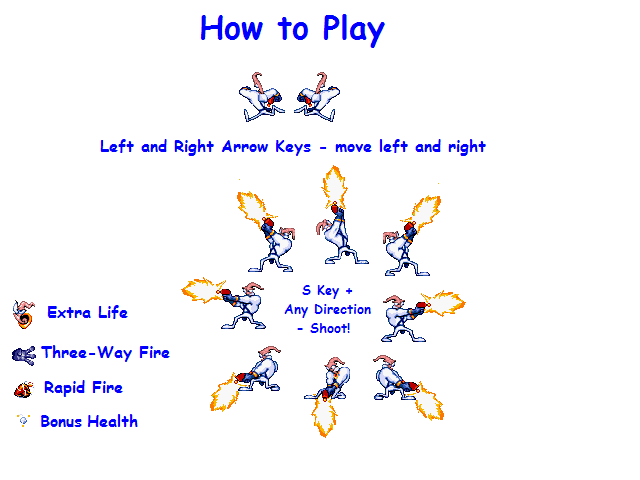 How to Play
Left and Right Arrow Keys - move left and right
S Key +
Any Direction
- Shoot!
Extra Life
Three-Way Fire
Rapid Fire
Bonus Health